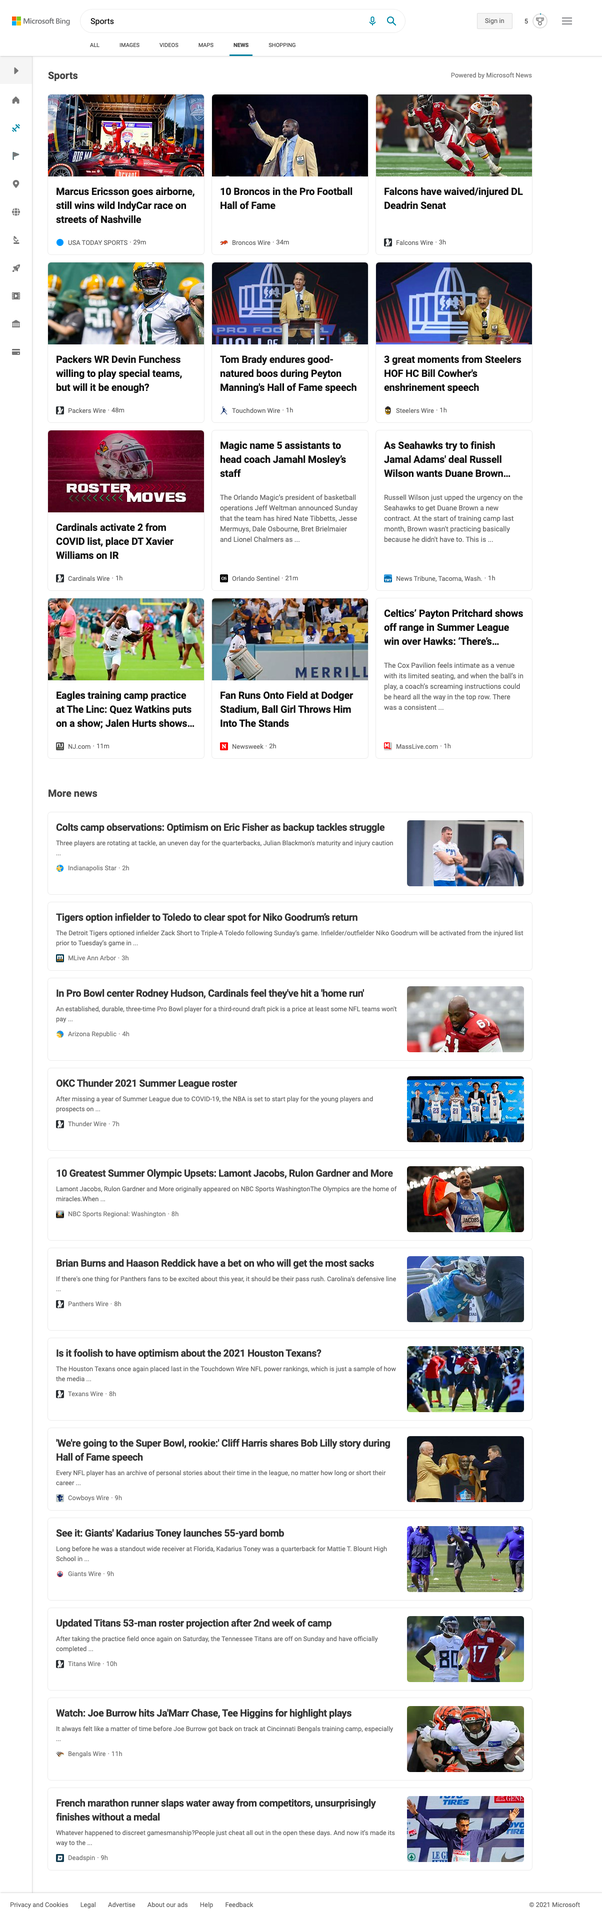 Microsoft Bing
Sports
Sign in
5
ALL IMAGES VIDEOS MAPS NEWS SHOPPING
Sports
Powered by Microsoft News
Marcus Ericsson goes airborne,
still wins wild IndyCar race on
streets of Nashville
USA TODAY SPORTS · 29m
10 Broncos in the Pro Football
Hall of Fame
Broncos Wire · 34m
Falcons have waived/injured DL
Deadrin Senat
Falcons Wire · 3h
Packers WR Devin Funchess
willing to play special teams,
but will it be enough?
Packers Wire · 48m
Tom Brady endures good-
natured boos during Peyton
Manning's Hall of Fame speech
Touchdown Wire · 1h
3 great moments from Steelers
HOF HC Bill Cowher's
enshrinement speech
Steelers Wire · 1h
ROSTER
MOVES
Cardinals activate 2 from
COVID list, place DT Xavier
Williams on IR
Cardinals Wire · 1h
Magic name 5 assistants to
head coach Jamahl Mosley's
staff
The Orlando Magic's president of basketball
operations Jeff Weltman announced Sunday
that the team has hired Nate Tibbetts, Jesse
Mermuys, Dale Osbourne, Bret Brielmaier
and Lionel Chalmers as ...
Orlando Sentinel · 21m
As Seahawks try to finish
Jamal Adams' deal Russell
Wilson wants Duane Brown...
Russell Wilson just upped the urgency on the
Seahawks to get Duane Brown a new
contract. At the start of training camp last
month, Brown wasn't practicing basically
because he didn't have to. This is ...
News Tribune, Tacoma, Wash. · 1h
Eagles training camp practice
at The Linc: Quez Watkins puts
on a show; Jalen Hurts shows...
NJ.com · 11m
MERRILL
Fan Runs Onto Field at Dodger
Stadium, Ball Girl Throws Him
Into The Stands
Newsweek · 2h
Celtics' Payton Pritchard shows
off range in Summer League
win over Hawks: 'There's...
The Cox Pavilion feels intimate as a venue
with its limited seating, and when the ball's in
play, a coach's screaming instructions could
be heard all the way in the top row. There
was a consistent ...
MassLive.com · 1h
More news
Colts camp observations: Optimism on Eric Fisher as backup tackles struggle
Three players are rotating at tackle, an uneven day for the quarterbacks, Julian Blackmon's maturity and injury caution
...
Indianapolis Star · 2h
Tigers option infielder to Toledo to clear spot for Niko Goodrum's return
The Detroit Tigers optioned infielder Zack Short to Triple-A Toledo following Sunday's game. Infielder/outfielder Niko Goodrum will be activated from the injured list
prior to Tuesday's game in ...
MLive Ann Arbor · 3h
In Pro Bowl center Rodney Hudson, Cardinals feel they've hit a 'home run'
An established, durable, three-time Pro Bowl player for a third-round draft pick is a price at least some NFL teams won't
pay ...
Arizona Republic · 4h
OKC Thunder 2021 Summer League roster
After missing a year of Summer League due to COVID-19, the NBA is set to start play for the young players and
prospects on ...
Thunder Wire · 7h
10 Greatest Summer Olympic Upsets: Lamont Jacobs, Rulon Gardner and More
Lamont Jacobs, Rulon Gardner and More originally appeared on NBC Sports WashingtonThe Olympics are the home of
miracles.When ...
NBC Sports Regional: Washington · 8h
JACOBS
Brian Burns and Haason Reddick have a bet on who will get the most sacks
If there's one thing for Panthers fans to be excited about this year, it should be their pass rush. Carolina's defensive line
...
Panthers Wire · 8h
Is it foolish to have optimism about the 2021 Houston Texans?
The Houston Texans once again placed last in the Touchdown Wire NFL power rankings, which is just a sample of how
the media ...
Texans Wire · 8h
'We're going to the Super Bowl, rookie:' Cliff Harris shares Bob Lilly story during
Hall of Fame speech
Every NFL player has an archive of personal stories about their time in the league, no matter how long or short their
career ...
Cowboys Wire · 9h
See it: Giants' Kadarius Toney launches 55-yard bomb
Long before he was a standout wide receiver at Florida, Kadarius Toney was a quarterback for Mattie T. Blount High
School in ...
Giants Wire · 9h
Updated Titans 53-man roster projection after 2nd week of camp
After taking the practice field once again on Saturday, the Tennessee Titans are off on Sunday and have officially
completed ...
Titans Wire · 10h
80 17
Watch: Joe Burrow hits Ja'Marr Chase, Tee Higgins for highlight plays
It always felt like a matter of time before Joe Burrow got back on track at Cincinnati Bengals training camp, especially
...
Bengals Wire · 11h
French marathon runner slaps water away from competitors, unsurprisingly
finishes without a medal
Whatever happened to discreet gamesmanship?People just cheat all out in the open these days. And now it's made its
way to the ...
Deadspin · 9h
Privacy and Cookies Legal Advertise About our ads Help Feedback
© 2021 Microsoft